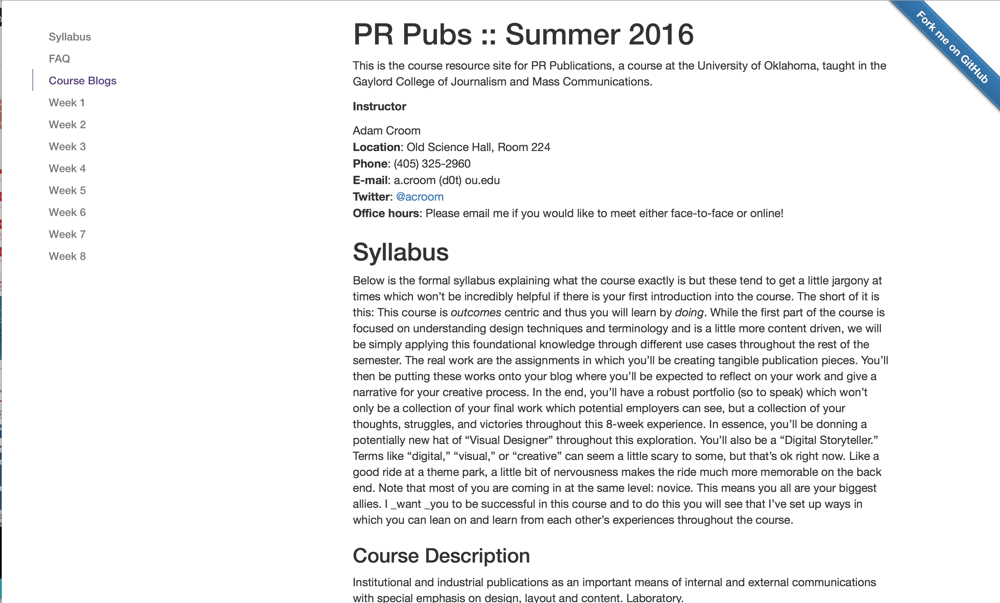 Syllabus
FAQ
Course Blogs
Week 1
Week 2
Week 3
Week 4
Week 5
Week 6
Week 7
Week 8
PR Pubs :: Summer 2016
This is the course resource site for PR Publications, a course at the University of Oklahoma, taught in the
Gaylord College of Journalism and Mass Communications.
Instructor
Adam Croom
Location: Old Science Hall, Room 224
Phone: (405) 325-2960
E-mail: a.croom (d0t) ou.edu
Twitter: @acroom
Office hours: Please email me if you would like to meet either face-to-face or online!
Syllabus
Below is the formal syllabus explaining what the course exactly is but these tend to get a little jargony at
times which won’t be incredibly helpful if there is your first introduction into the course. The short of it is
this: This course is outcomes centric and thus you will learn by doing. While the first part of the course is
focused on understanding design techniques and terminology and is a little more content driven, we will
be simply applying this foundational knowledge through different use cases throughout the rest of the
semester. The real work are the assignments in which you’ll be creating tangible publication pieces. You’ll
then be putting these works onto your blog where you’ll be expected to reflect on your work and give a
narrative for your creative process. In the end, you’ll have a robust portfolio (so to speak) which won’t
only be a collection of your final work which potential employers can see, but a collection of your
thoughts, struggles, and victories throughout this 8-week experience. In essence, you’ll be donning a
potentially new hat of “Visual Designer” throughout this exploration. You’ll also be a “Digital Storyteller.”
Terms like “digital,” “visual,” or “creative” can seem a little scary to some, but that’s ok right now. Like a
good ride at a theme park, a little bit of nervousness makes the ride much more memorable on the back
end. Note that most of you are coming in at the same level: novice. This means you all are your biggest
allies. I _want _you to be successful in this course and to do this you will see that I’ve set up ways in
which you can lean on and learn from each other’s experiences throughout the course.
Course Description
Institutional and industrial publications as an important means of internal and external communications
with special emphasis on design, layout and content. Laboratory.
Fork me on GitHub